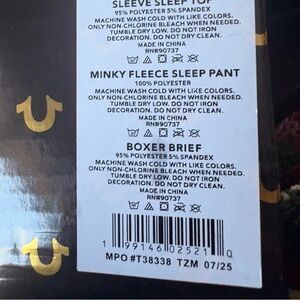 SLEEVE SLEEP TOP
95% POLYESTER 5% SPANDEX
MACHINE WASH COLD WITH LIKE COLORS.
ONLY NON-CHLORINE BLEACH WHEN NEEDED.
TUMBLE DRY LOW. DO NOT IRON
DECORATION. DO NOT DRY CLEAN.
MADE IN CHINA
RN#90737
MINKY FLEECE SLEEP PANT
100% POLYESTER
MACHINE WASH COLD WITH LIKE COLORS.
ONLY NON-CHLORINE BLEACH WHEN NEEDED.
TUMBLE DRY LOW. DO NOT IRON
DECORATION. DO NOT DRY CLEAN.
MADE IN CHINA
RN#90737
BOXER BRIEF
95% POLYESTER 5% SPANDEX
MACHINE WASH COLD WITH LIKE COLORS.
ONLY NON-CHLORINE BLEACH WHEN NEEDED.
TUMBLE DRY LOW. DO NOT IRON
DECORATION. DO NOT DRY CLEAN.
MADE IN CHINA
RN#90737
1 99146 02521 0
MPO #T38338 TZM 07/25